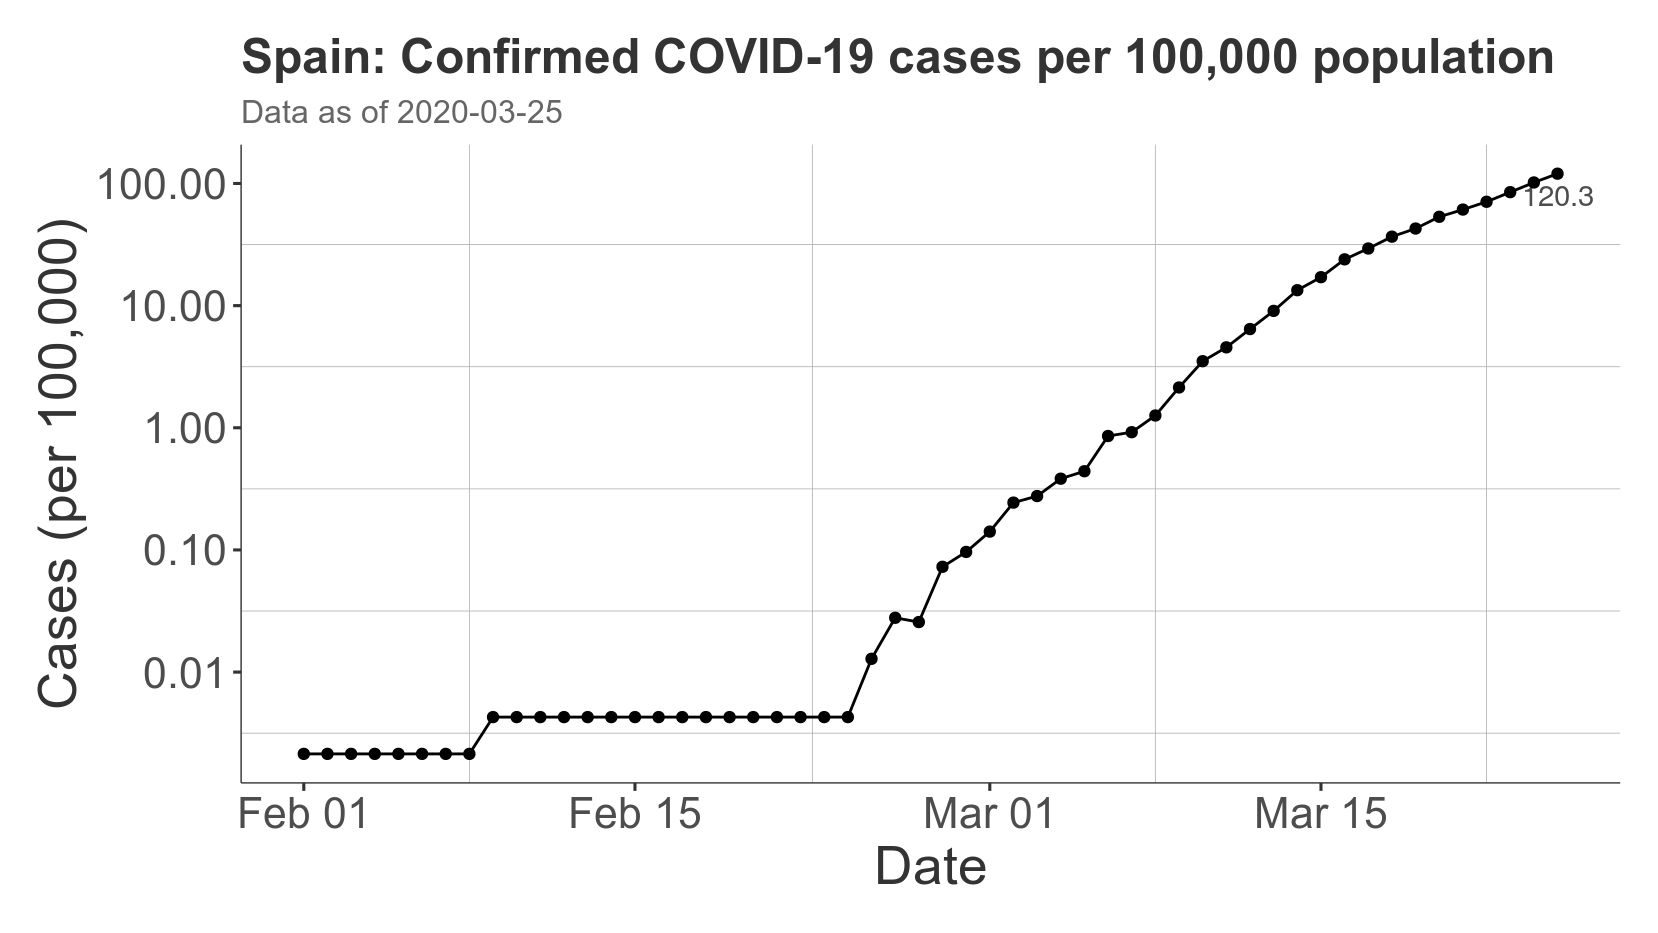 Spain: Confirmed COVID-19 cases per 100,000 population
Data as of 2020-03-25
Cases (per 100,000)
100.00
10.00
1.00
0.10
0.01
120.3
Feb 01
Feb 15
Mar 01
Mar 15
Date